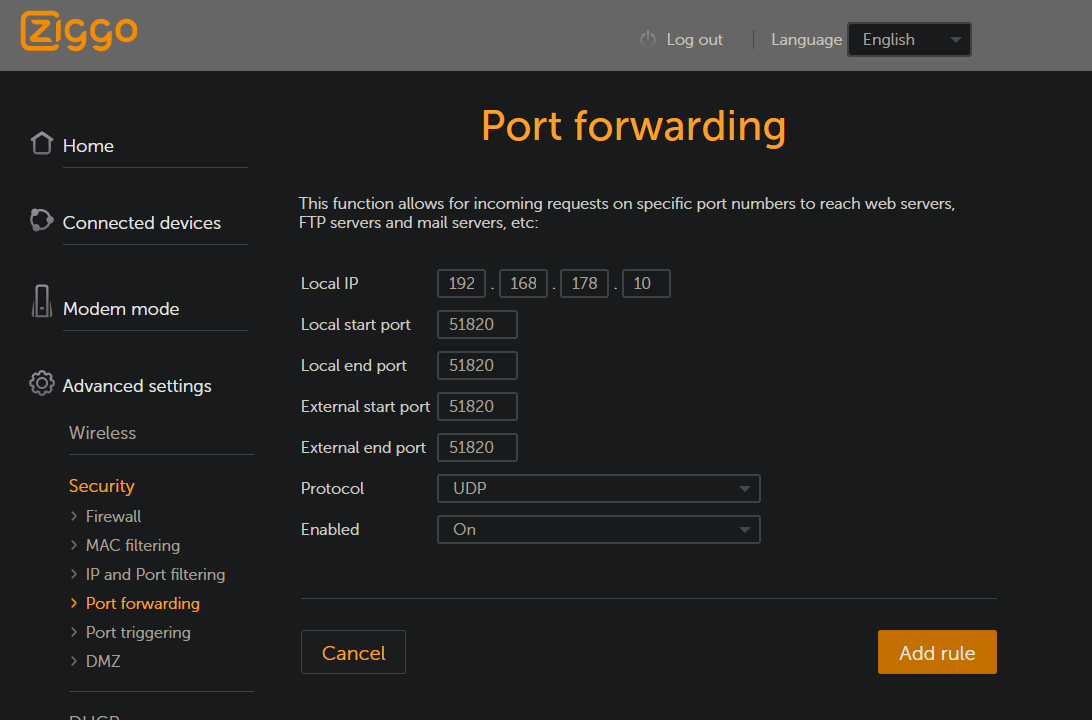 ziggo
Log out
Language
English
Home
Connected devices
Modem mode
Advanced settings
Wireless
Security
Firewall
MAC filtering
IP and Port filtering
Port forwarding
Port triggering
DMZ
DHCP
Port forwarding
This function allows for incoming requests on specific port numbers to reach web servers,
FTP servers and mail servers, etc:
Local IP 192 . 168 . 178 . 10
Local start port 51820
Local end port 51820
External start port 51820
External end port 51820
Protocol UDP
Enabled On
Cancel
Add rule